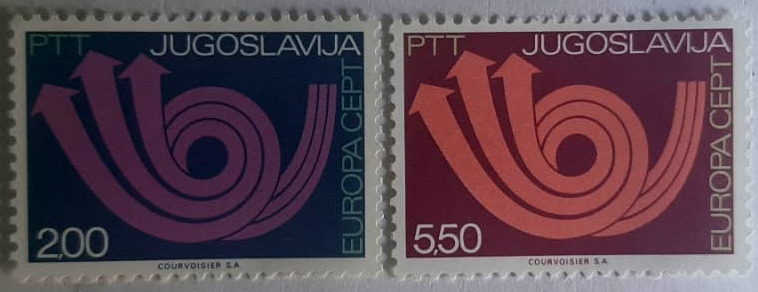 PTT JUGOSLAVIJA
EUROPA CEPT
2,00
COURVOISIER S.A.
PTT JUGOSLAVIJA
EUROPA CEPT
5,50
COURVOISIER S.A.